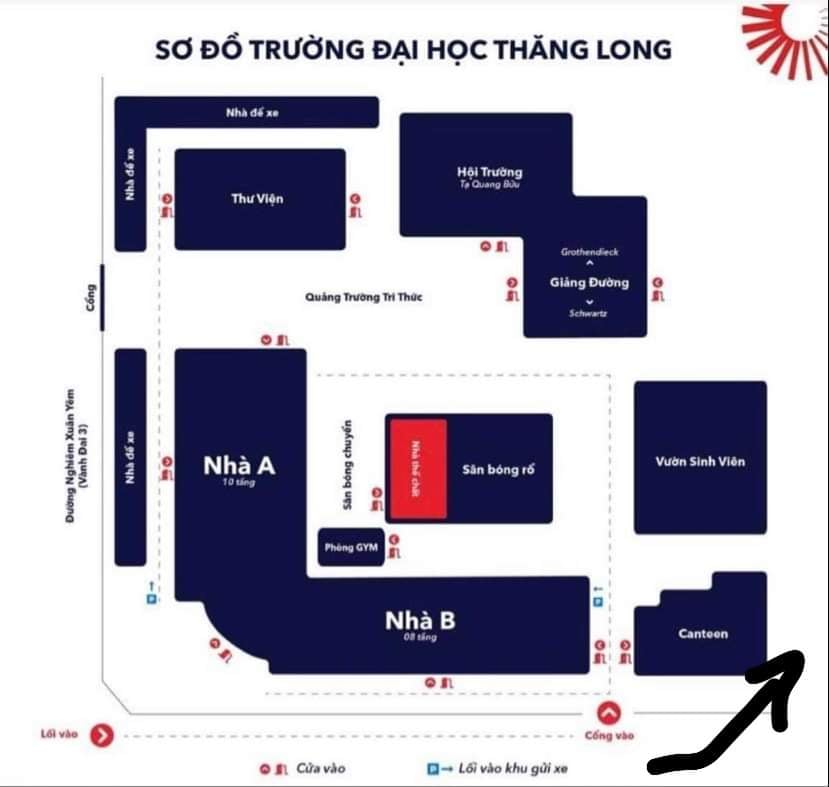 SƠ ĐỒ TRƯỜNG ĐẠI HỌC THĂNG LONG
Nhà để xe
Nhà để xe
Thư Viện
Hội Trường
Tạ Quang Bửu
Grothendieck
Giảng Đường
Schwartz
Cổng
Quảng Trường Tri Thức
Đường Nghiêm Xuân Yêm
(Vành Đai 3)
Nhà để xe
Nhà A
10 tầng
Sân bóng chuyền
Nhà thể chất
Sân bóng rổ
Vườn Sinh Viên
Phòng GYM
P
P
Nhà B
08 tầng
Canteen
Lối vào
Cổng vào
Cửa vào
P
Lối vào khu gửi xe